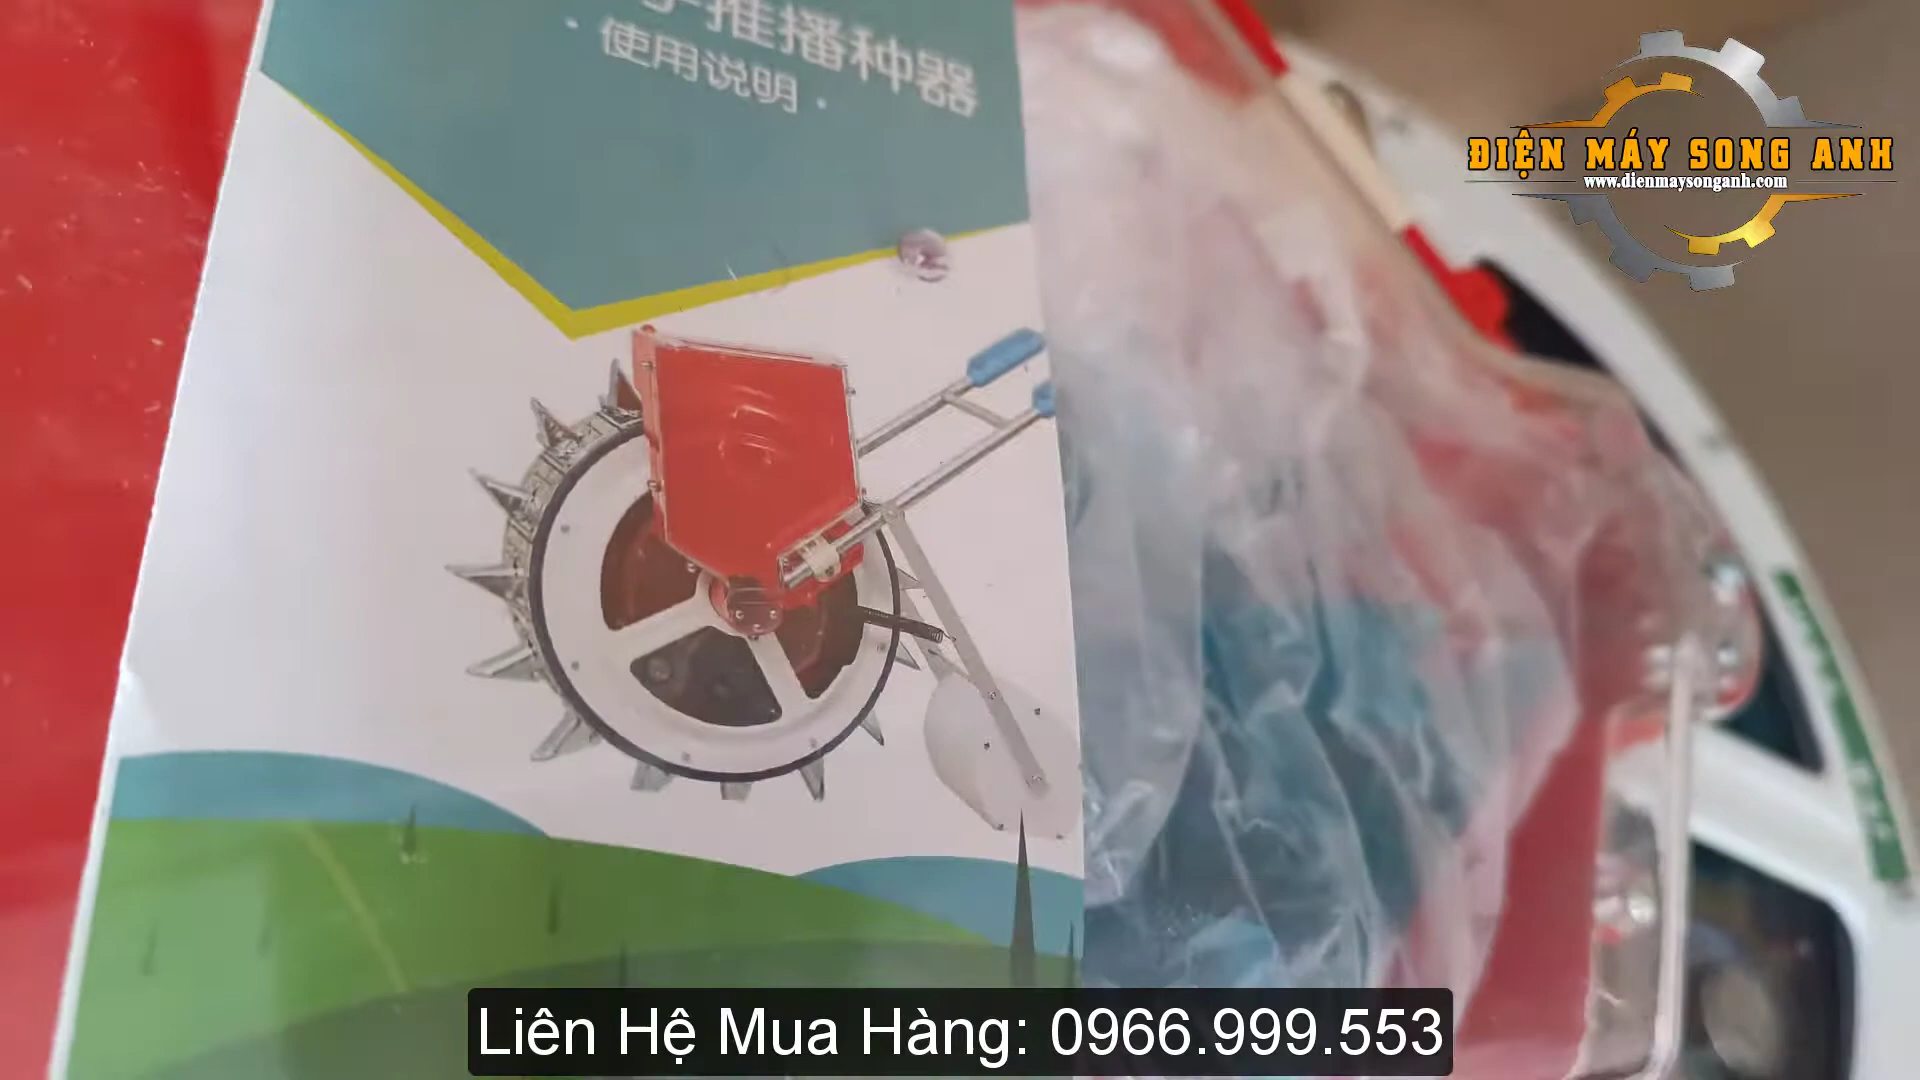 手推播种器
· 使用说明 ·
ĐIỆN MÁY SONG ANH
www.dienmaysonganh.com
Liên Hệ Mua Hàng: 0966.999.553